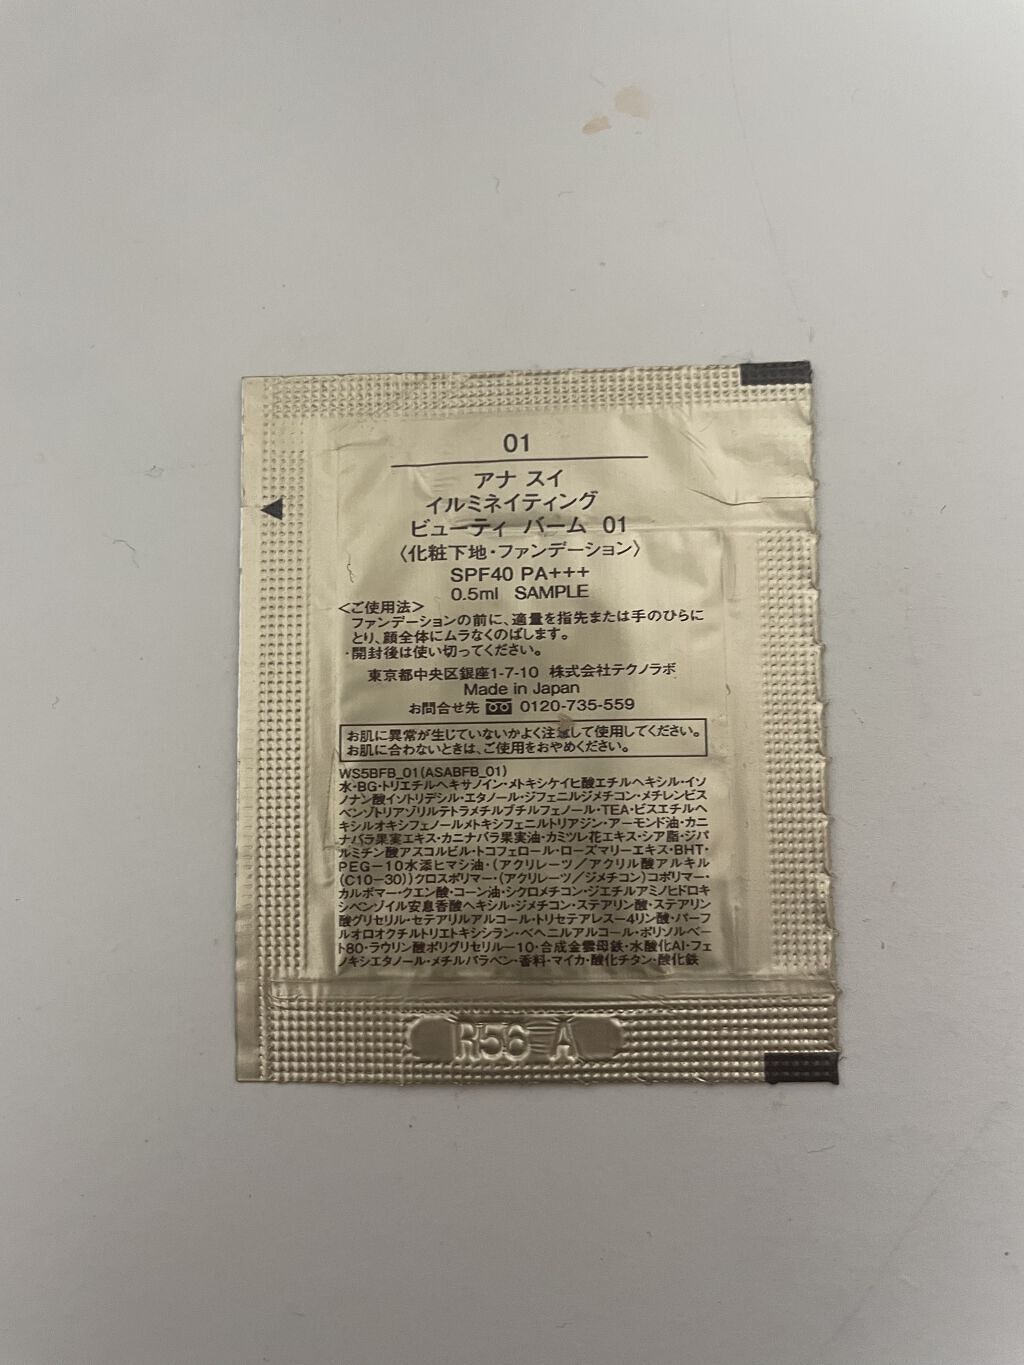 01
アナ スイ
イルミネイティング
ビューティ バーム 01
〈化粧下地・ファンデーション〉
SPF40 PA+++
0.5ml SAMPLE
＜ご使用法＞
ファンデーションの前に、適量を指先または手のひらに
とり、顔全体にムラなくのばします。
・開封後は使い切ってください。
東京都中央区銀座1-7-10 株式会社テクノラボ
Made in Japan
お問合せ先 0120-735-559
お肌に異常が生じていないかよく注意して使用してください。
お肌に合わないときは、ご使用をおやめください。
WS5BFB_01(ASABFB_01)
水・BG・トリエチルヘキサノイン・メトキシケイヒ酸エチルヘキシル・イソ
ノナン酸イソトリデシル・エタノール・ジフェニルジメチコン・メチレンビス
ベンゾトリアゾリルテトラメチルブチルフェノール・TEA・ビスエチルヘ
キシルオキシフェノールメトキシフェニルトリアジン・アーモンド油・カニ
ナバラ果実エキス・カニナバラ果実油・カミツレ花エキス・シア脂・ジパ
ルミチン酸アスコルビル・トコフェロール・ローズマリーエキス・BHT・
PEG-10水添ヒマシ油・(アクリレーツ／アクリル酸アルキル
(C10-30))クロスポリマー・(アクリレーツ／ジメチコン)コポリマー・
カルボマー・クエン酸・コーン油・シクロメチコン・ジエチルアミノヒドロキ
シベンゾイル安息香酸ヘキシル・ジメチコン・ステアリン酸・ステアリン
酸グリセリル・セテアリルアルコール・トリセテアレス-4リン酸・パーフ
ルオロオクチルトリエトキシシラン・ベヘニルアルコール・ポリソルベー
ト80・ラウリン酸ポリグリセリル-10・合成金雲母鉄・水酸化Al・フェ
ノキシエタノール・メチルパラベン・香料・マイカ・酸化チタン・酸化鉄
R56 A